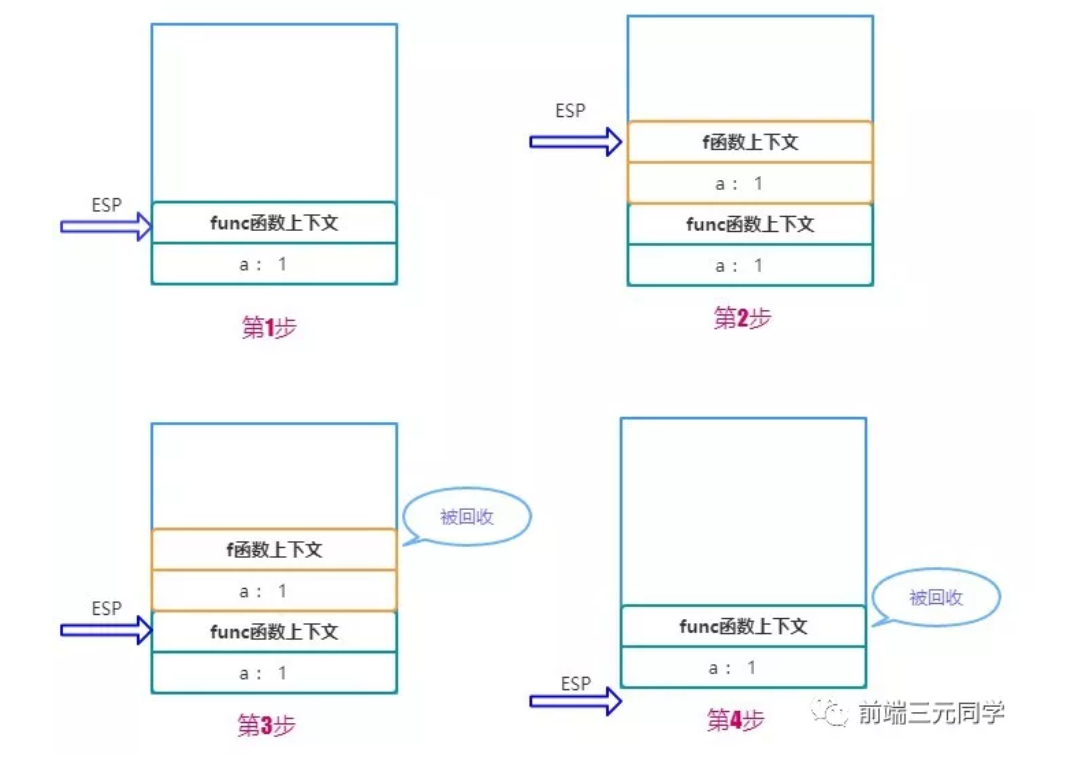 ESP
func函数上下文
a： 1
第1步
ESP
f函数上下文
a： 1
func函数上下文
a： 1
第2步
f函数上下文
被回收
a： 1
ESP
func函数上下文
a： 1
第3步
func函数上下文
被回收
a： 1
ESP
第4步
前端三元同学